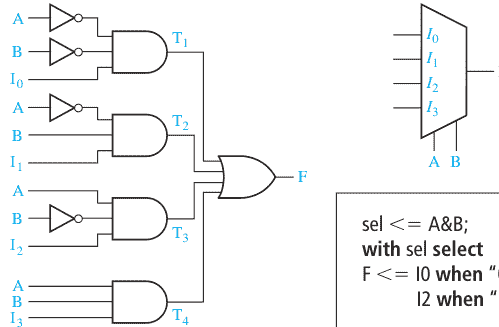 A
B
I0
T1
A
B
I1
T2
A
B
I2
T3
A
B
I3
T4
F
I0
I1
I2
I3
A B
sel <= A&B;
with sel select
F <= I0 when "
I2 when "